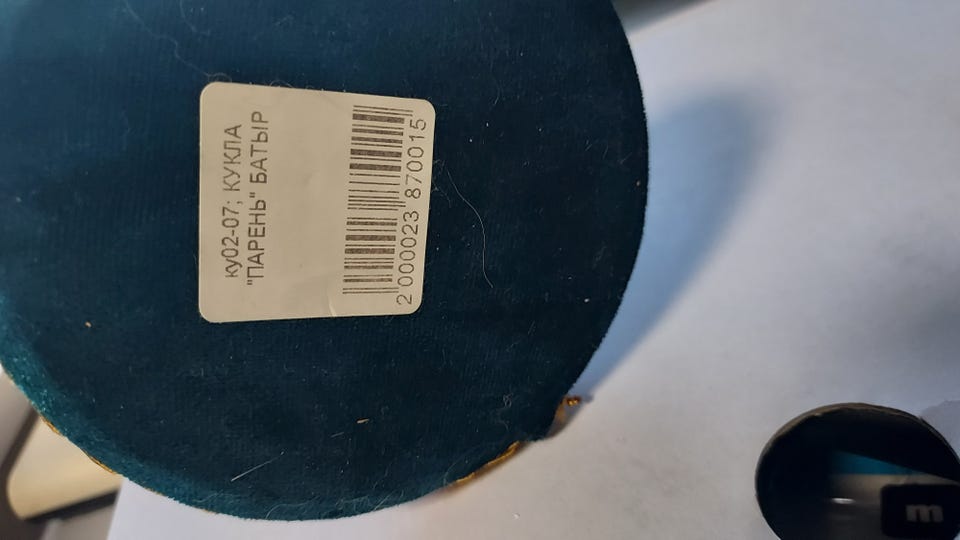 ку02-07; КУКЛА
"ПАРЕНЬ" БАТЫР
2 000023 870015
m